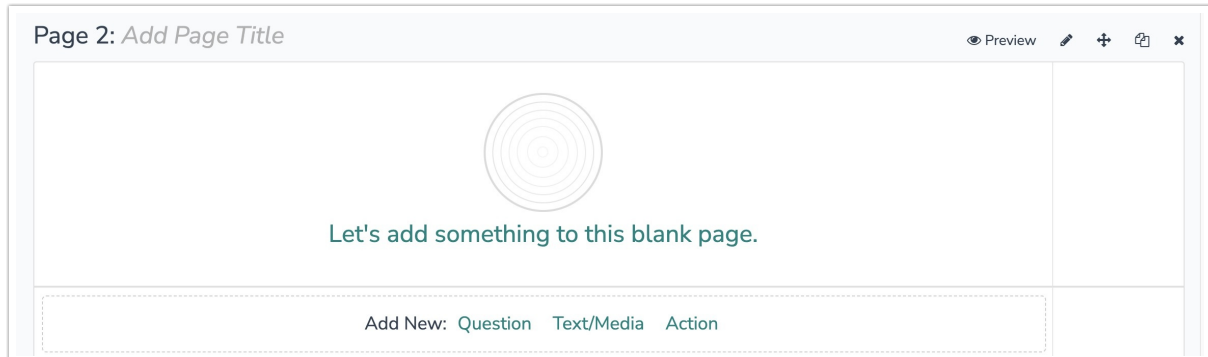 Page 2: Add Page Title
Preview
Let's add something to this blank page.
Add New: Question Text/Media Action